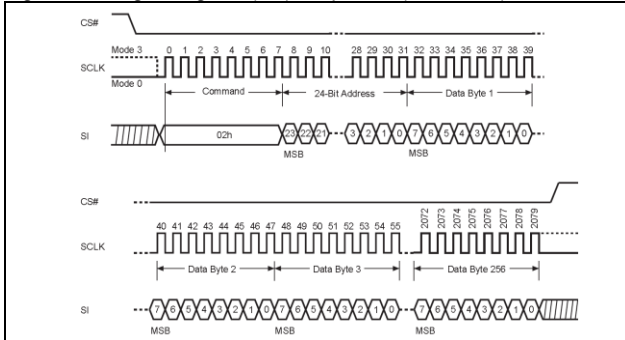 CS#
Mode 3
0 1 2 3 4 5 6 7 8 9 10 28 29 30 31 32 33 34 35 36 37 38 39
SCLK
Mode 0
Command 24-Bit Address Data Byte 1
SI 02h 23 22 21 3 2 1 0 7 6 5 4 3 2 1 0
MSB MSB
CS#
40 41 42 43 44 45 46 47 48 49 50 51 52 53 54 55 2072 2073 2074 2075 2076 2077 2078 2079
SCLK
Data Byte 2 Data Byte 3 Data Byte 256
SI 7 6 5 4 3 2 1 0 7 6 5 4 3 2 1 0 7 6 5 4 3 2 1 0
MSB MSB MSB